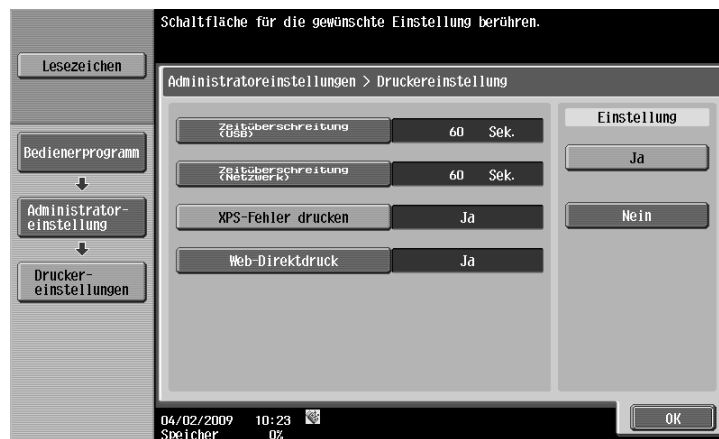 Schaltfläche für die gewünschte Einstellung berühren.
Lesezeichen
Administratoreinstellungen > Druckereinstellung
Bedienerprogramm
Administrator-
einstellung
Drucker-
einstellungen
Zeitüberschreitung
(USB)
60 Sek.
Zeitüberschreitung
(Netzwerk)
60 Sek.
XPS-Fehler drucken
Ja
Web-Direktdruck
Ja
Einstellung
Ja
Nein
04/02/2009 10:23
Speicher 0%
OK